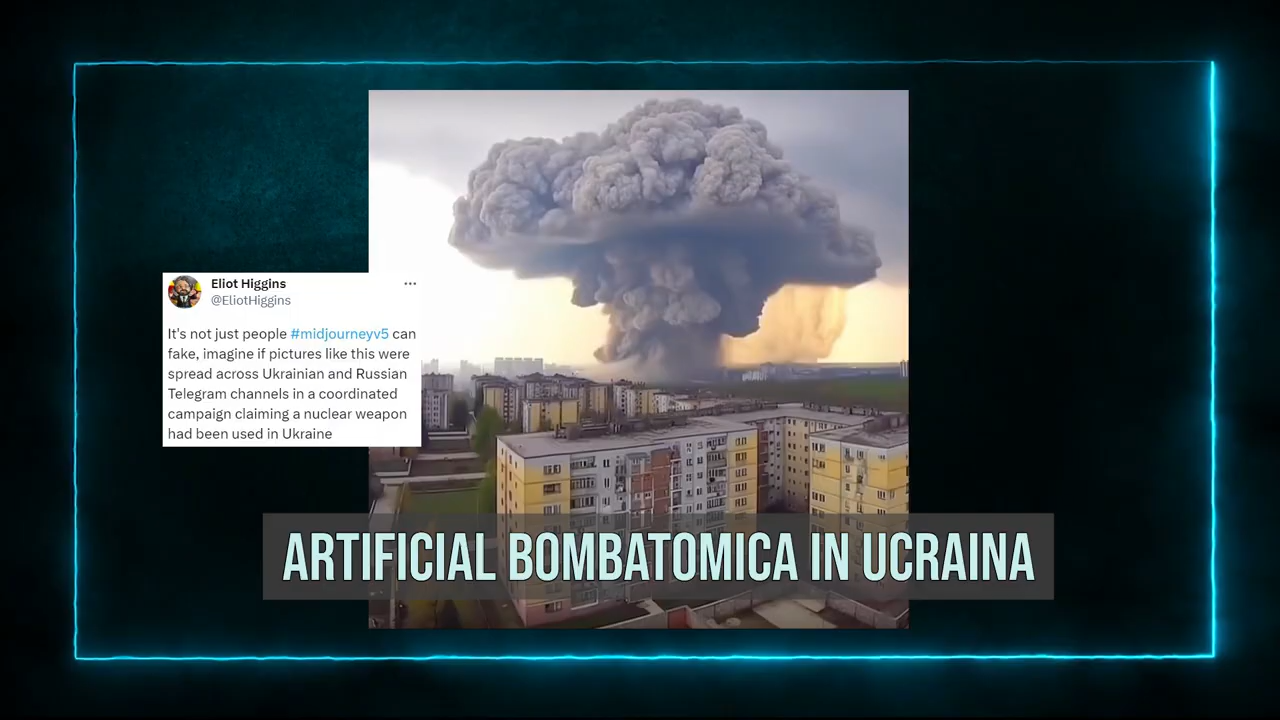 Eliot Higgins
@EliotHiggins
It's not just people #midjourneyv5 can
fake, imagine if pictures like this were
spread across Ukrainian and Russian
Telegram channels in a coordinated
campaign claiming a nuclear weapon
had been used in Ukraine
ARTIFICIAL BOMBATOMICA IN UCRAINA